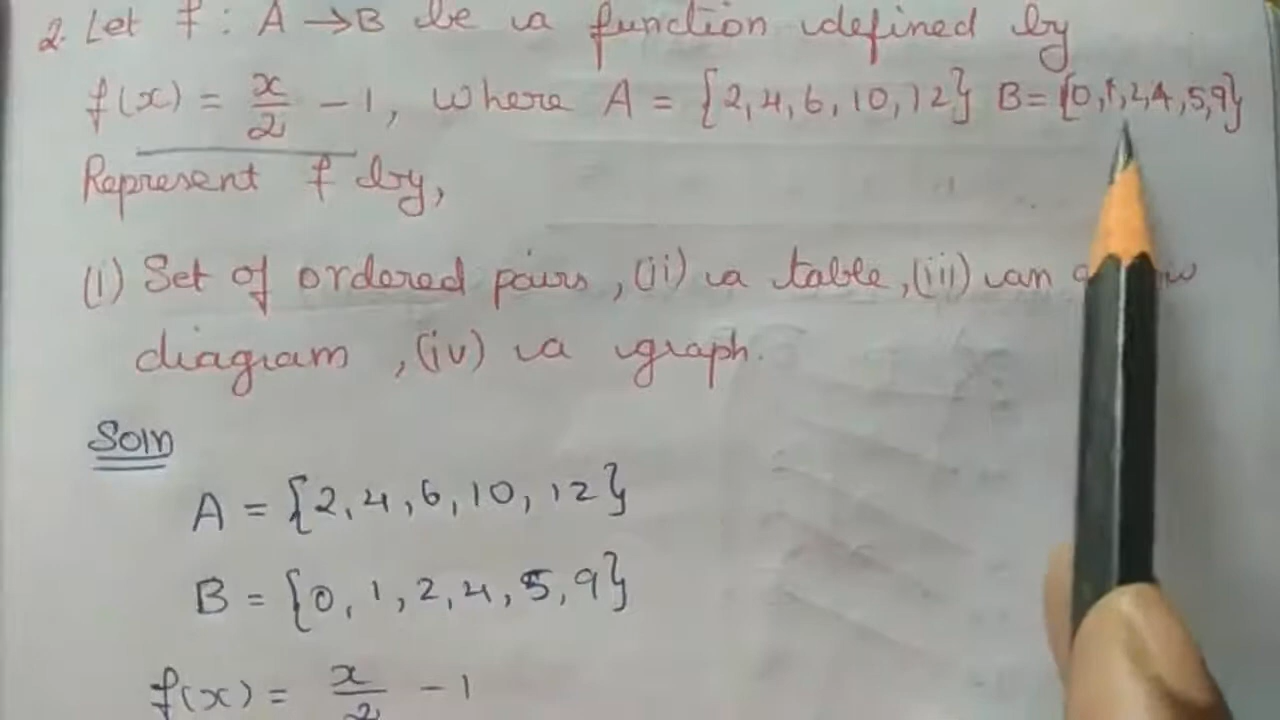 2. Let f : A → B be a function defined by
f(x) = x/2 - 1, where A = {2, 4, 6, 10, 12} B = {0, 1, 2, 4, 5, 9}
Represent f by,
(i) Set of ordered pairs, (ii) a table, (iii) an
diagram, (iv) a graph.
Soln
A = {2, 4, 6, 10, 12}
B = {0, 1, 2, 4, 5, 9}
f(x) = x/2 - 1